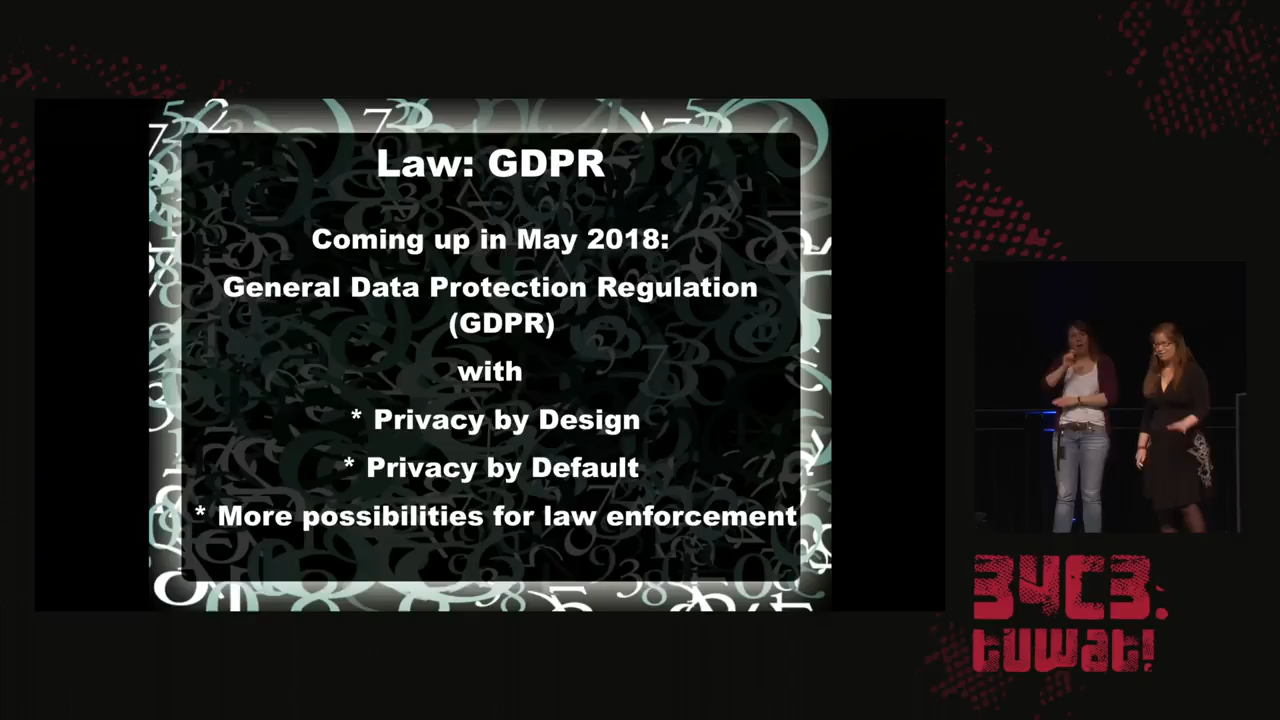 Law: GDPR
Coming up in May 2018:
General Data Protection Regulation
(GDPR)
with
* Privacy by Design
* Privacy by Default
* More possibilities for law enforcement
34C3.
tuwat!